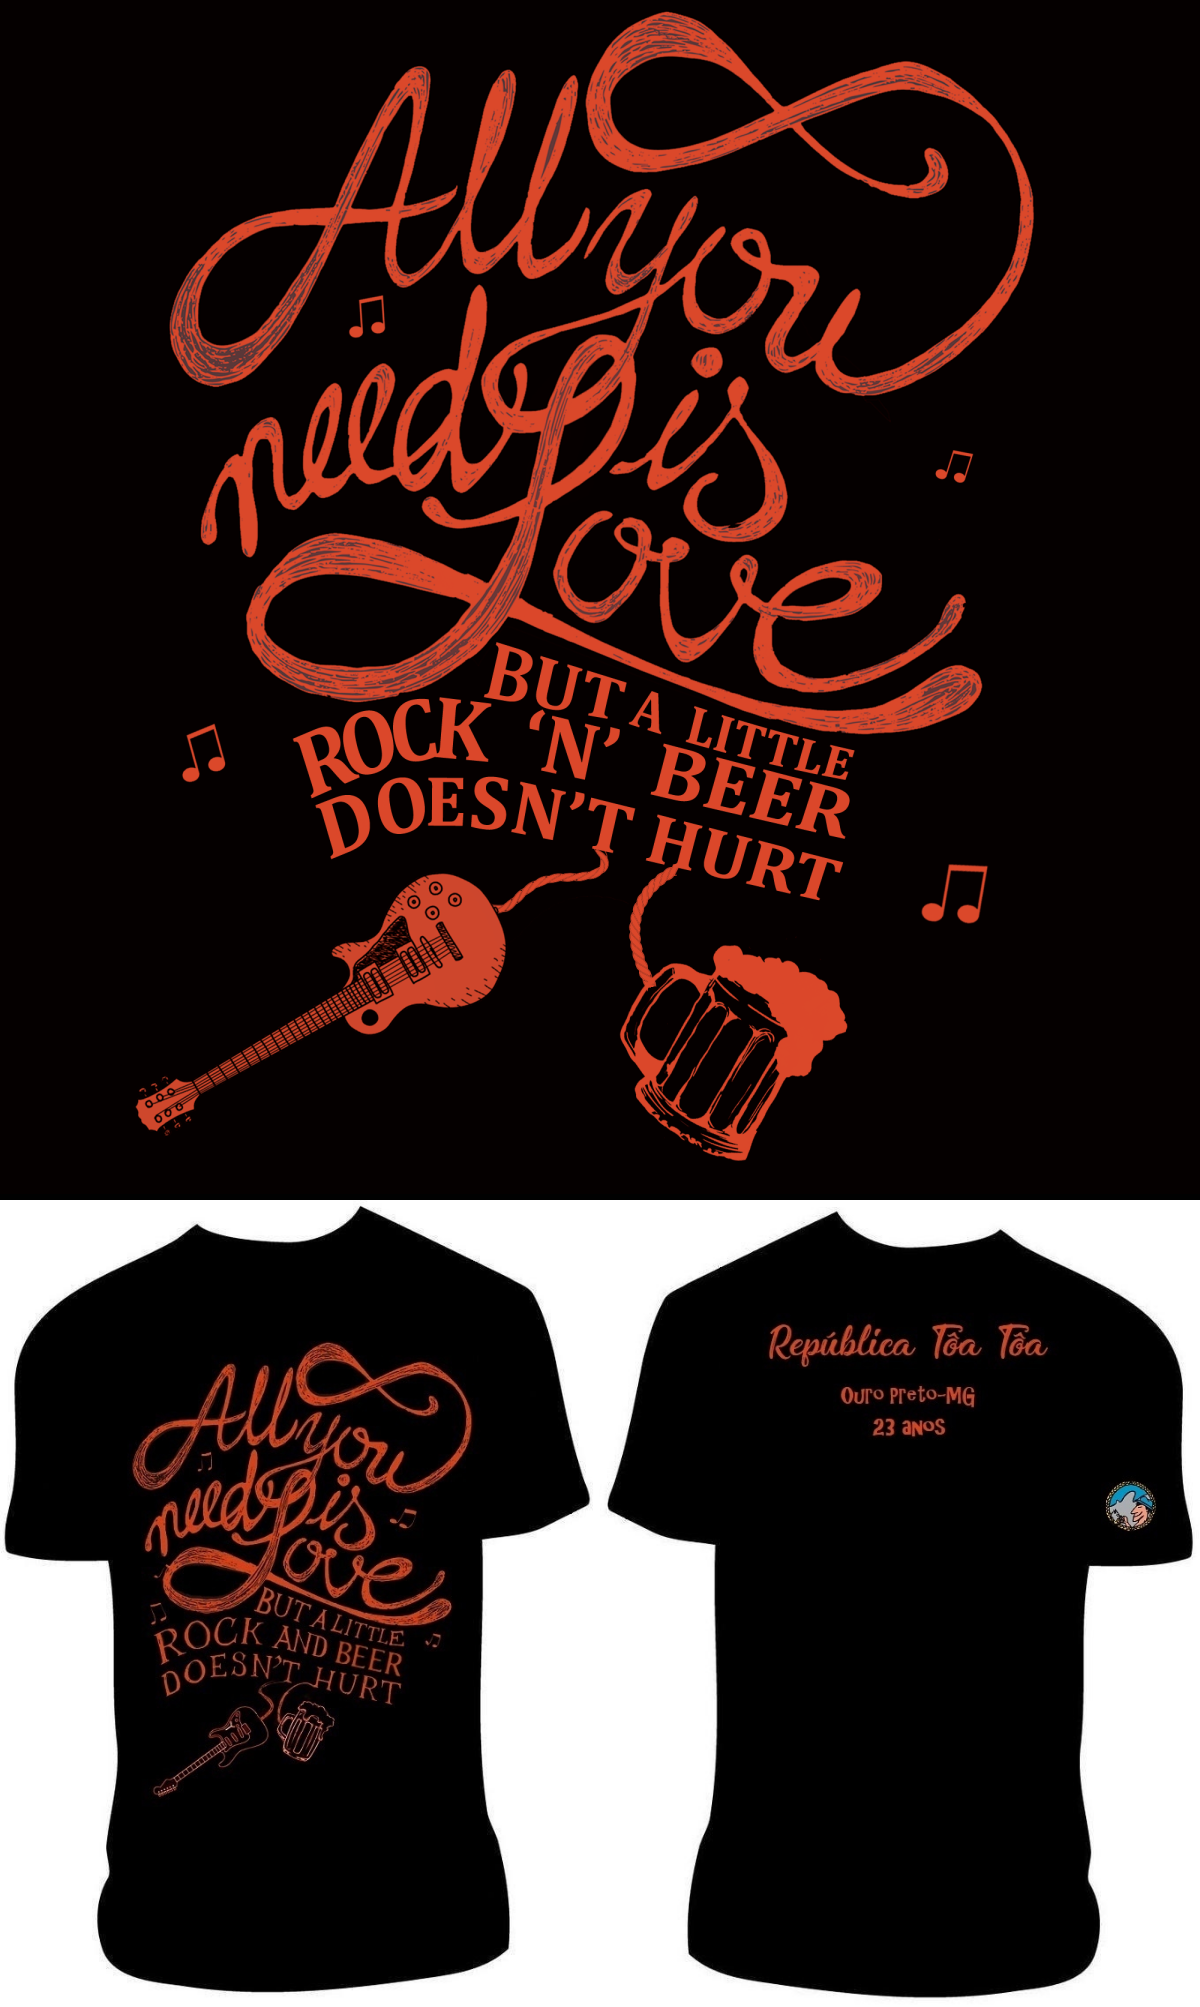 All you
need is
Love
BUT A LITTLE
ROCK 'N' BEER
DOESN'T HURT
All you
need is
Love
BUT A LITTLE
ROCK AND BEER
DOESN'T HURT
República Tôa Tôa
Ouro Preto-MG
23 aNoS